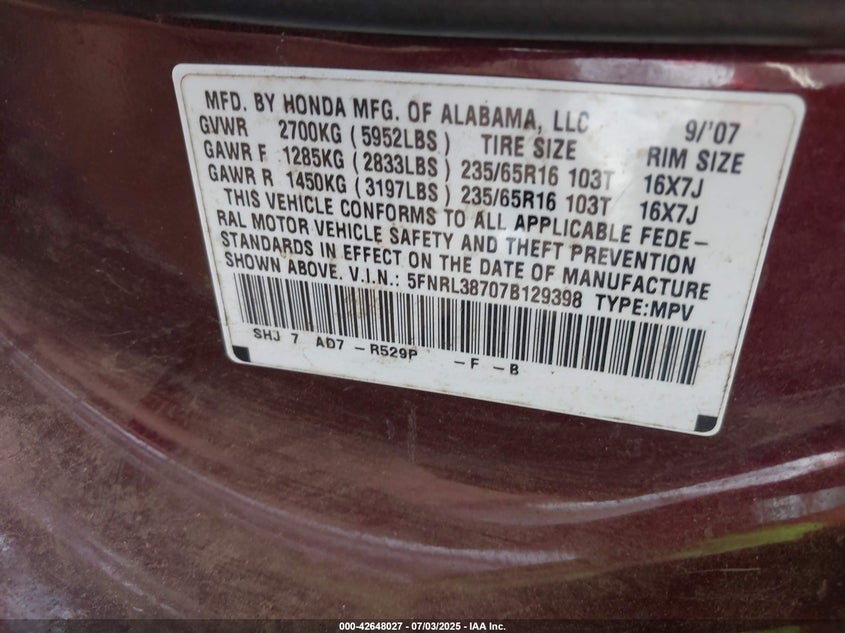 MFD. BY HONDA MFG. OF ALABAMA, LLC 9/'07
GVWR 2700KG (5952LBS) TIRE SIZE RIM SIZE
GAWR F 1285KG (2833LBS) 235/65R16 103T 16X7J
GAWR R 1450KG (3197LBS) 235/65R16 103T 16X7J
THIS VEHICLE CONFORMS TO ALL APPLICABLE FEDE-
RAL MOTOR VEHICLE SAFETY AND THEFT PREVENTION
STANDARDS IN EFFECT ON THE DATE OF MANUFACTURE
SHOWN ABOVE. V.I.N.: 5FNRL38707B129398 TYPE:MPV
SHJ 7 AD7 - R529P - F - B
000-42648027 - 07/03/2025 - IAA Inc.